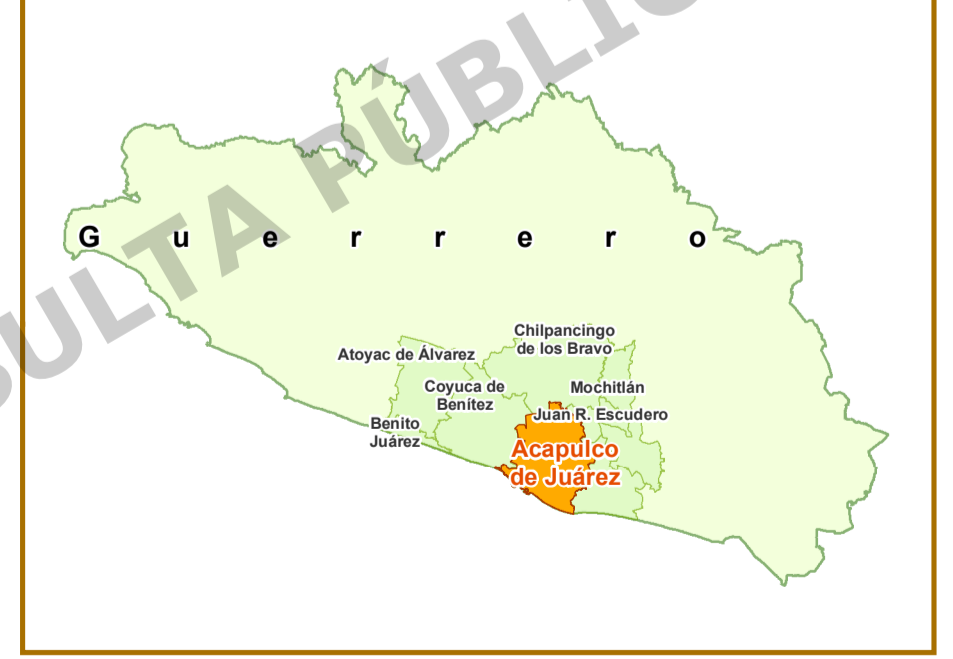 SULTA PÚBLIC
G u e r r e r o
Chilpancingo
de los Bravo
Atoyac de Álvarez
Coyuca de
Benítez
Mochitlán
Juan R. Escudero
Benito
Juárez
Acapulco
de Juárez